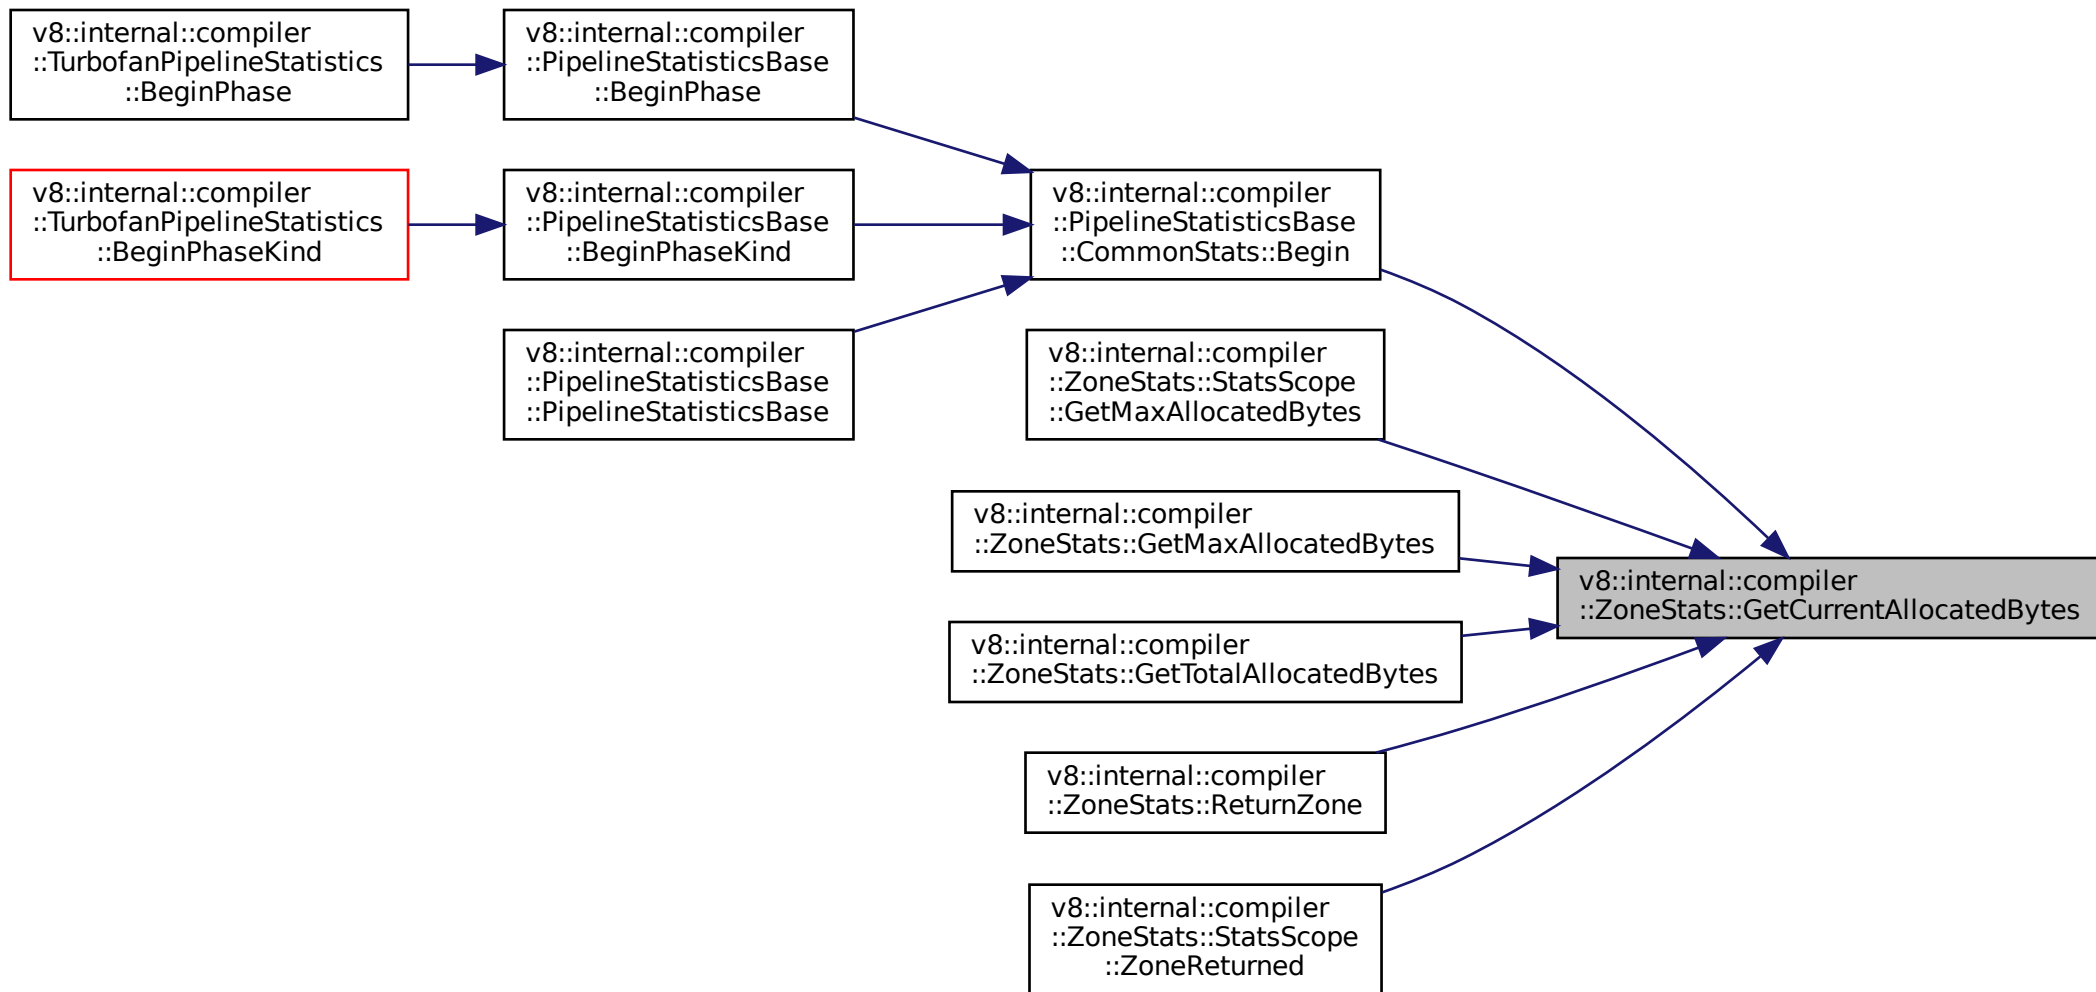 v8::internal::compiler
::TurbofanPipelineStatistics
::BeginPhase
v8::internal::compiler
::PipelineStatisticsBase
::BeginPhase
v8::internal::compiler
::TurbofanPipelineStatistics
::BeginPhaseKind
v8::internal::compiler
::PipelineStatisticsBase
::BeginPhaseKind
v8::internal::compiler
::PipelineStatisticsBase
::CommonStats::Begin
v8::internal::compiler
::PipelineStatisticsBase
::PipelineStatisticsBase
v8::internal::compiler
::ZoneStats::StatsScope
::GetMaxAllocatedBytes
v8::internal::compiler
::ZoneStats::GetMaxAllocatedBytes
v8::internal::compiler
::ZoneStats::GetCurrentAllocatedBytes
v8::internal::compiler
::ZoneStats::GetTotalAllocatedBytes
v8::internal::compiler
::ZoneStats::ReturnZone
v8::internal::compiler
::ZoneStats::StatsScope
::ZoneReturned